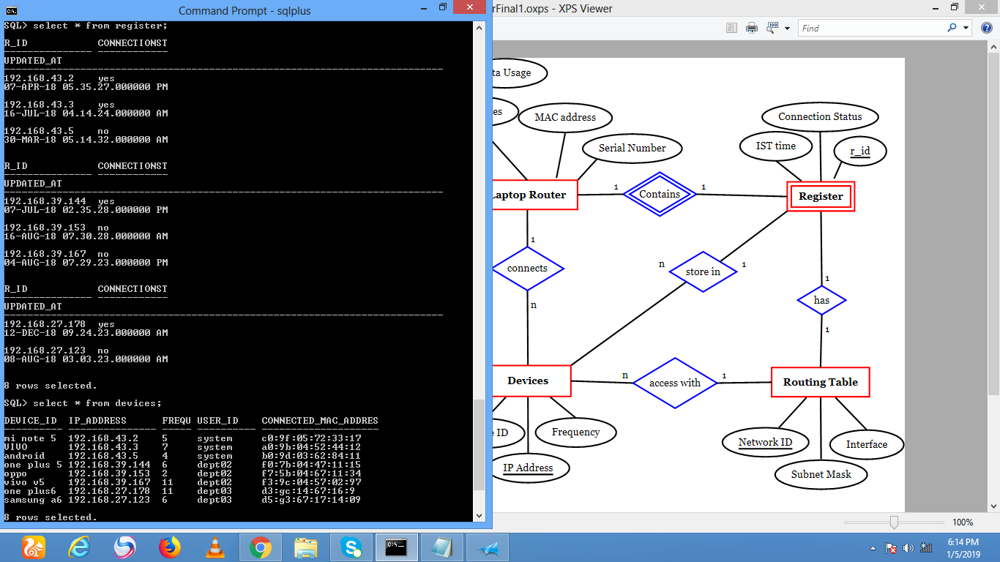 Command Prompt - sqlplus
SQL> select * from register;
R_ID CONNECTIONST
--------------- ------------
UPDATED_AT
---------------------------------------------------------------------------
192.168.43.2 yes
07-APR-18 05.35.27.000000 PM
192.168.43.3 yes
16-JUL-18 04.14.24.000000 AM
192.168.43.5 no
30-MAR-18 05.14.32.000000 AM
R_ID CONNECTIONST
--------------- ------------
UPDATED_AT
---------------------------------------------------------------------------
192.168.39.144 yes
07-JUL-18 02.35.28.000000 AM
192.168.39.153 no
16-AUG-18 07.30.28.000000 AM
192.168.39.167 no
04-AUG-18 07.29.23.000000 PM
R_ID CONNECTIONST
--------------- ------------
UPDATED_AT
---------------------------------------------------------------------------
192.168.27.178 yes
12-DEC-18 09.24.23.000000 AM
192.168.27.123 no
08-AUG-18 03.03.23.000000 AM
8 rows selected.
SQL> select * from devices;
DEVICE_ID IP_ADDRESS FREQU USER_ID CONNECTED_MAC_ADDRES
---------- --------------- ----- ---------- --------------------
mi note 5 192.168.43.2 5 system c0:9f:05:72:33:17
VIVO 192.168.43.3 7 system a0:9b:04:52:44:12
android 192.168.43.5 4 system b0:9d:03:62:84:11
one plus 5 192.168.39.144 6 dept02 f0:7b:04:47:11:15
oppo 192.168.39.153 2 dept02 f7:5b:04:67:11:34
vivo v5 192.168.39.167 11 dept02 f3:9c:04:57:02:97
one plus6 192.168.27.178 11 dept03 d3:gc:14:67:16:9
samsung a6 192.168.27.123 6 dept03 d5:g3:67:17:14:09
8 rows selected.
rFinal1.oxps - XPS Viewer
100
Find
ta Usage
es
MAC address
Serial Number
Connection Status
IST time
r_id
Laptop Router
1
Contains
1
Register
1
connects
n
n
store in
1
1
has
1
Devices
n
access with
1
Routing Table
e ID
Frequency
IP Address
Network ID
Interface
Subnet Mask
100%
6:14 PM
1/5/2019